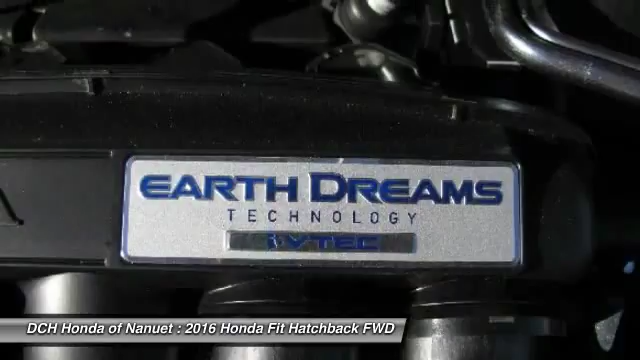 EARTH DREAMS
TECHNOLOGY
i-VTEC
DCH Honda of Nanuet : 2016 Honda Fit Hatchback FWD